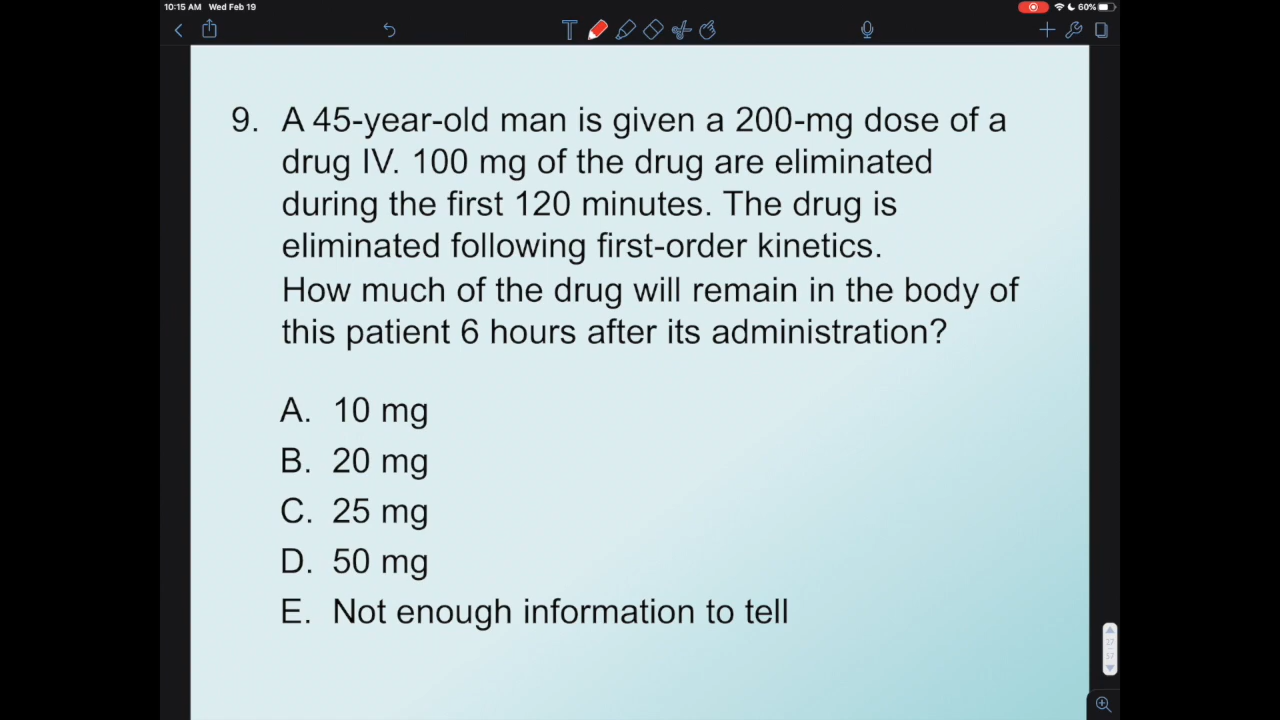 10:15 AM Wed Feb 19
60%
9. A 45-year-old man is given a 200-mg dose of a
drug IV. 100 mg of the drug are eliminated
during the first 120 minutes. The drug is
eliminated following first-order kinetics.
How much of the drug will remain in the body of
this patient 6 hours after its administration?
A. 10 mg
B. 20 mg
C. 25 mg
D. 50 mg
E. Not enough information to tell
27
57